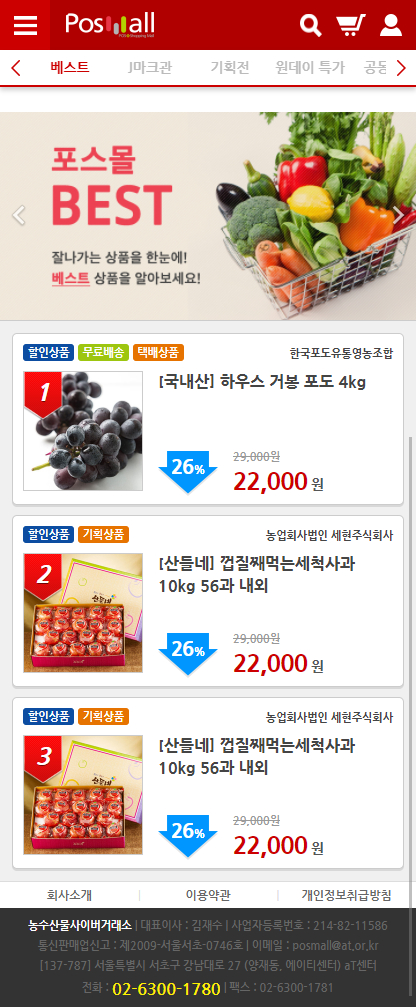 Posmall
POS@ Shopping Mall
베스트 J마크관 기획전 원데이 특가 공동
포스몰
BEST
잘나가는 상품을 한눈에!
베스트 상품을 알아보세요!
할인상품 무료배송 택배상품 한국포도유통영농조합
1
[국내산] 하우스 거봉 포도 4kg
26% 29,000원
22,000 원
할인상품 기획상품 농업회사법인 세현주식회사
2
[산들네] 껍질째먹는세척사과
10kg 56과 내외
26% 29,000원
22,000 원
할인상품 기획상품 농업회사법인 세현주식회사
3
[산들네] 껍질째먹는세척사과
10kg 56과 내외
26% 29,000원
22,000 원
회사소개 | 이용약관 | 개인정보취급방침
농수산물사이버거래소 | 대표이사 : 김재수 | 사업자등록번호 : 214-82-11586
통신판매업신고 : 제2009-서울서초-0746호 | 이메일 : posmall@at,or,kr
[137-787] 서울특별시 서초구 강남대로 27 (양재동, 에이티센터) aT센터
전화 : 02-6300-1780 | 팩스 : 02-6300-1781